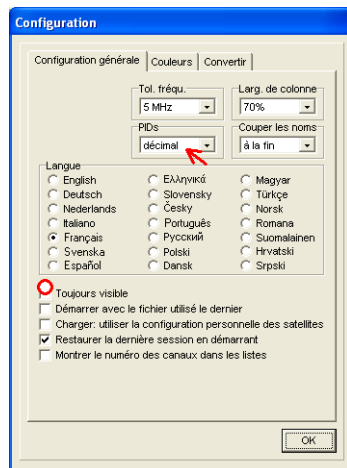 Configuration
Configuration générale Couleurs Convertir
Tol. fréqu. Larg. de colonne
5 MHz 70%
PIDs Couper les noms
décimal à la fin
Langue
English Ελληνικά Magyar
Deutsch Slovensky Türkçe
Nederlands Česky Norsk
Italiano Português Romana
Français Русский Suomalainen
Svenska Polski Hrvatski
Español Dansk Srpski
Toujours visible
Démarrer avec le fichier utilisé le dernier
Charger: utiliser la configuration personnelle des satellites
Restaurer la dernière session en démarrant
Montrer le numéro des canaux dans les listes
OK